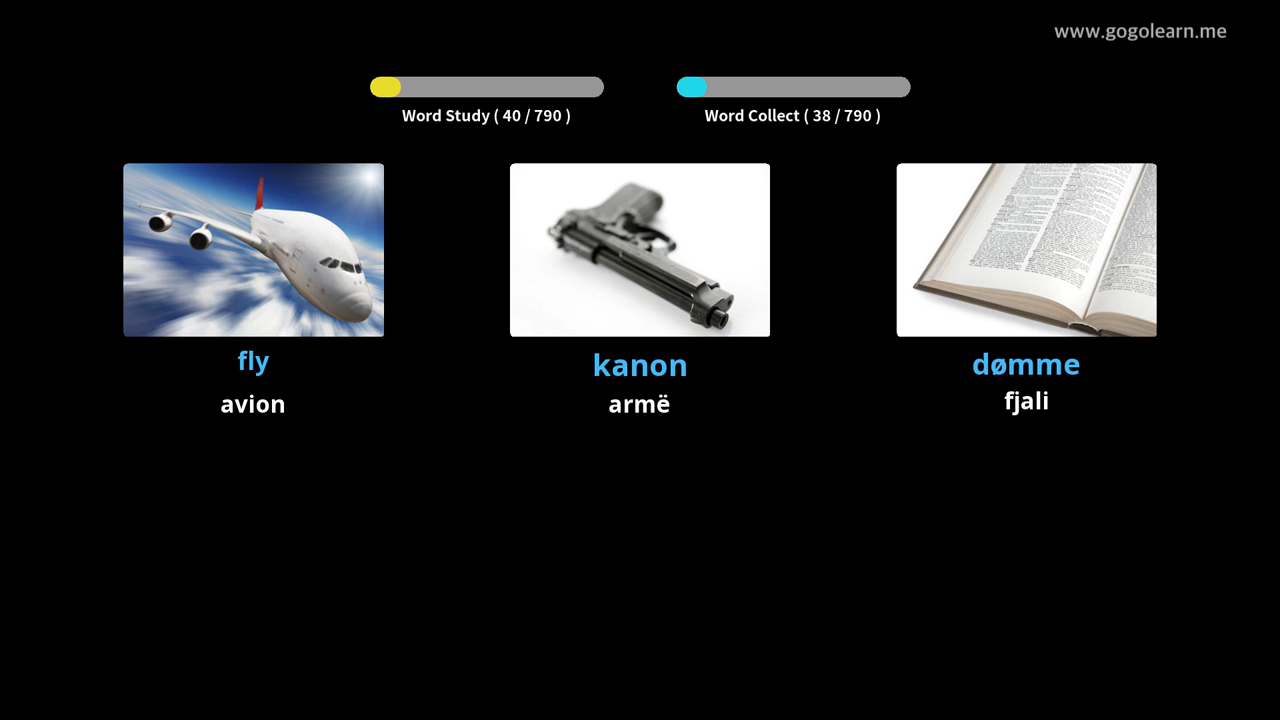 www.gogolearn.me
Word Study ( 40 / 790 )
Word Collect ( 38 / 790 )
fly
kanon
dømme
avion
armë
fjali